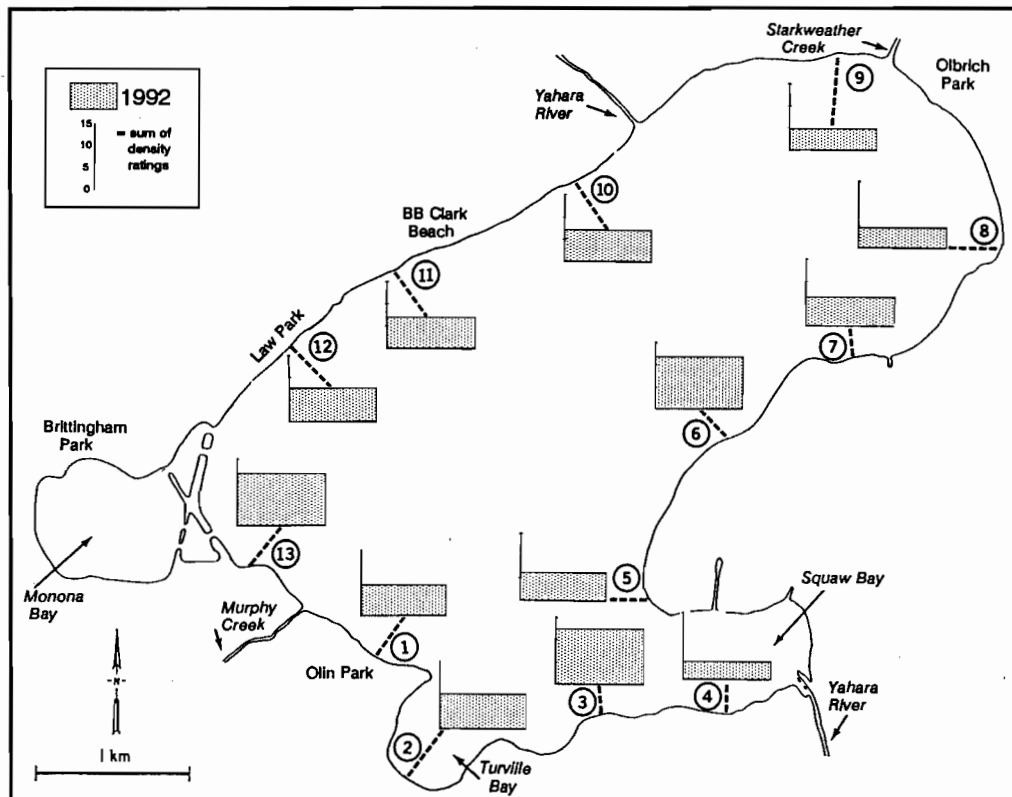 1992
15
10
5
0
= sum of
density
ratings
Starkweather
Creek
Olbrich
Park
9
Yahara
River
10
8
BB Clark
Beach
11
7
Law Park
12
6
Brittingham
Park
13
5
Squaw Bay
Monona
Bay
Murphy
Creek
1
Olin Park
3
4
-N-
Yahara
River
2
Turville
Bay
1 km